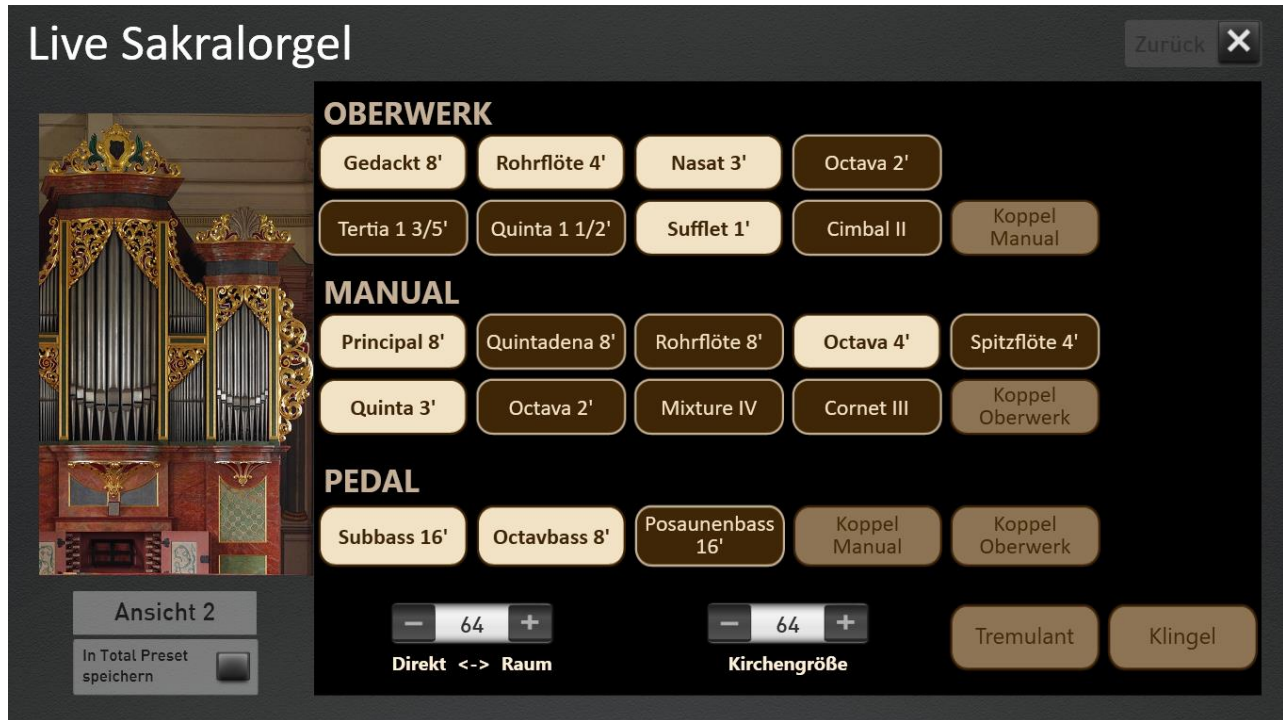 Live Sakralorgel
Zurück
OBERWERK
Gedackt 8'
Rohrflöte 4'
Nasat 3'
Octava 2'
Tertia 1 3/5'
Quinta 1 1/2'
Sufflet 1'
Cimbal II
Koppel
Manual
MANUAL
Principal 8'
Quintadena 8'
Rohrflöte 8'
Octava 4'
Spitzflöte 4'
Quinta 3'
Octava 2'
Mixture IV
Cornet III
Koppel
Oberwerk
PEDAL
Subbass 16'
Octavbass 8'
Posaunenbass
16'
Koppel
Manual
Koppel
Oberwerk
Ansicht 2
In Total Preset
speichern
− 64 +
Direkt <-> Raum
− 64 +
Kirchengröße
Tremulant
Klingel